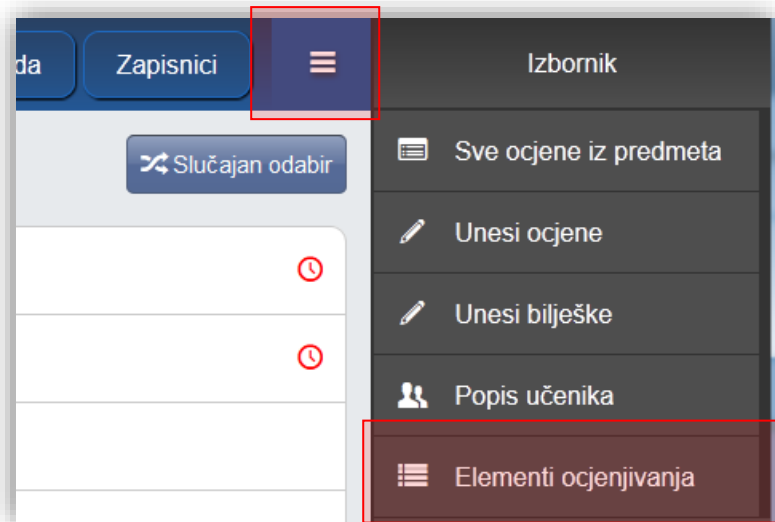 da
Zapisnici
Izbornik
Slučajan odabir
Sve ocjene iz predmeta
Unesi ocjene
Unesi bilješke
Popis učenika
Elementi ocjenjivanja